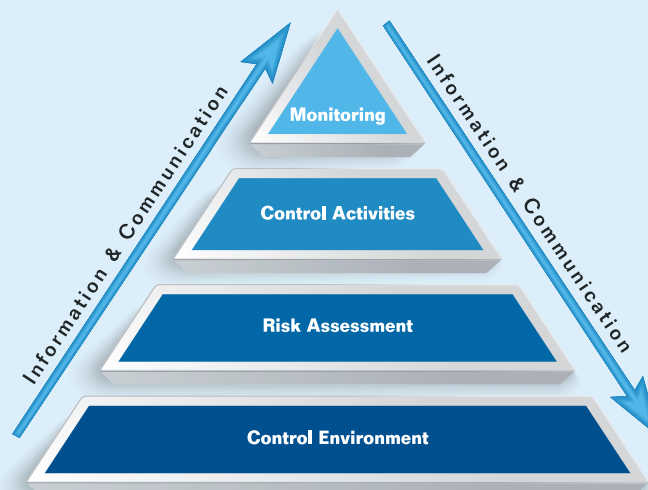 Monitoring
Information & Communication
Information & Communication
Control Activities
Risk Assessment
Control Environment